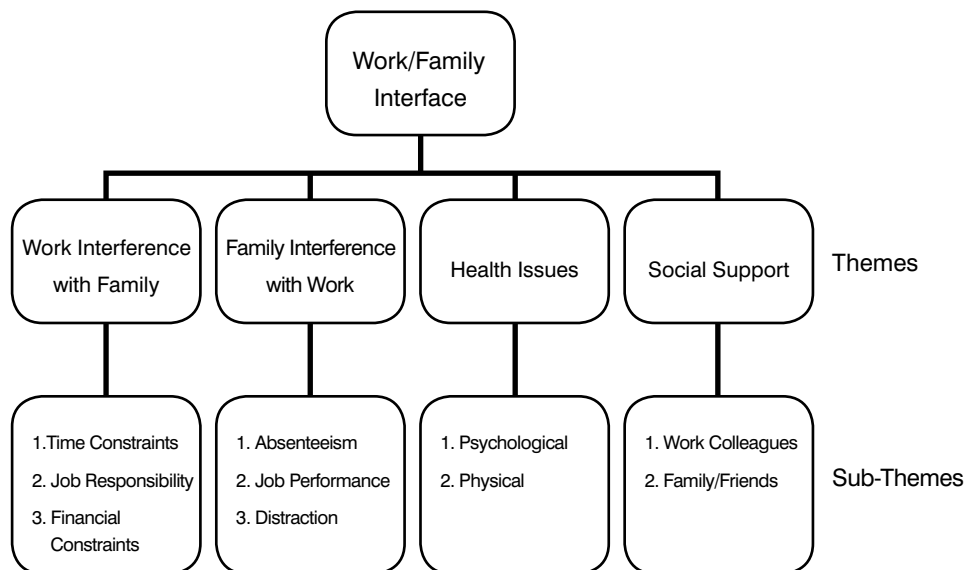 Work/Family
Interface
Work Interference
with Family
Family Interference
with Work
Health Issues
Social Support
Themes
1.Time Constraints
2. Job Responsibility
3. Financial
Constraints
1. Absenteeism
2. Job Performance
3. Distraction
1. Psychological
2. Physical
1. Work Colleagues
2. Family/Friends
Sub-Themes